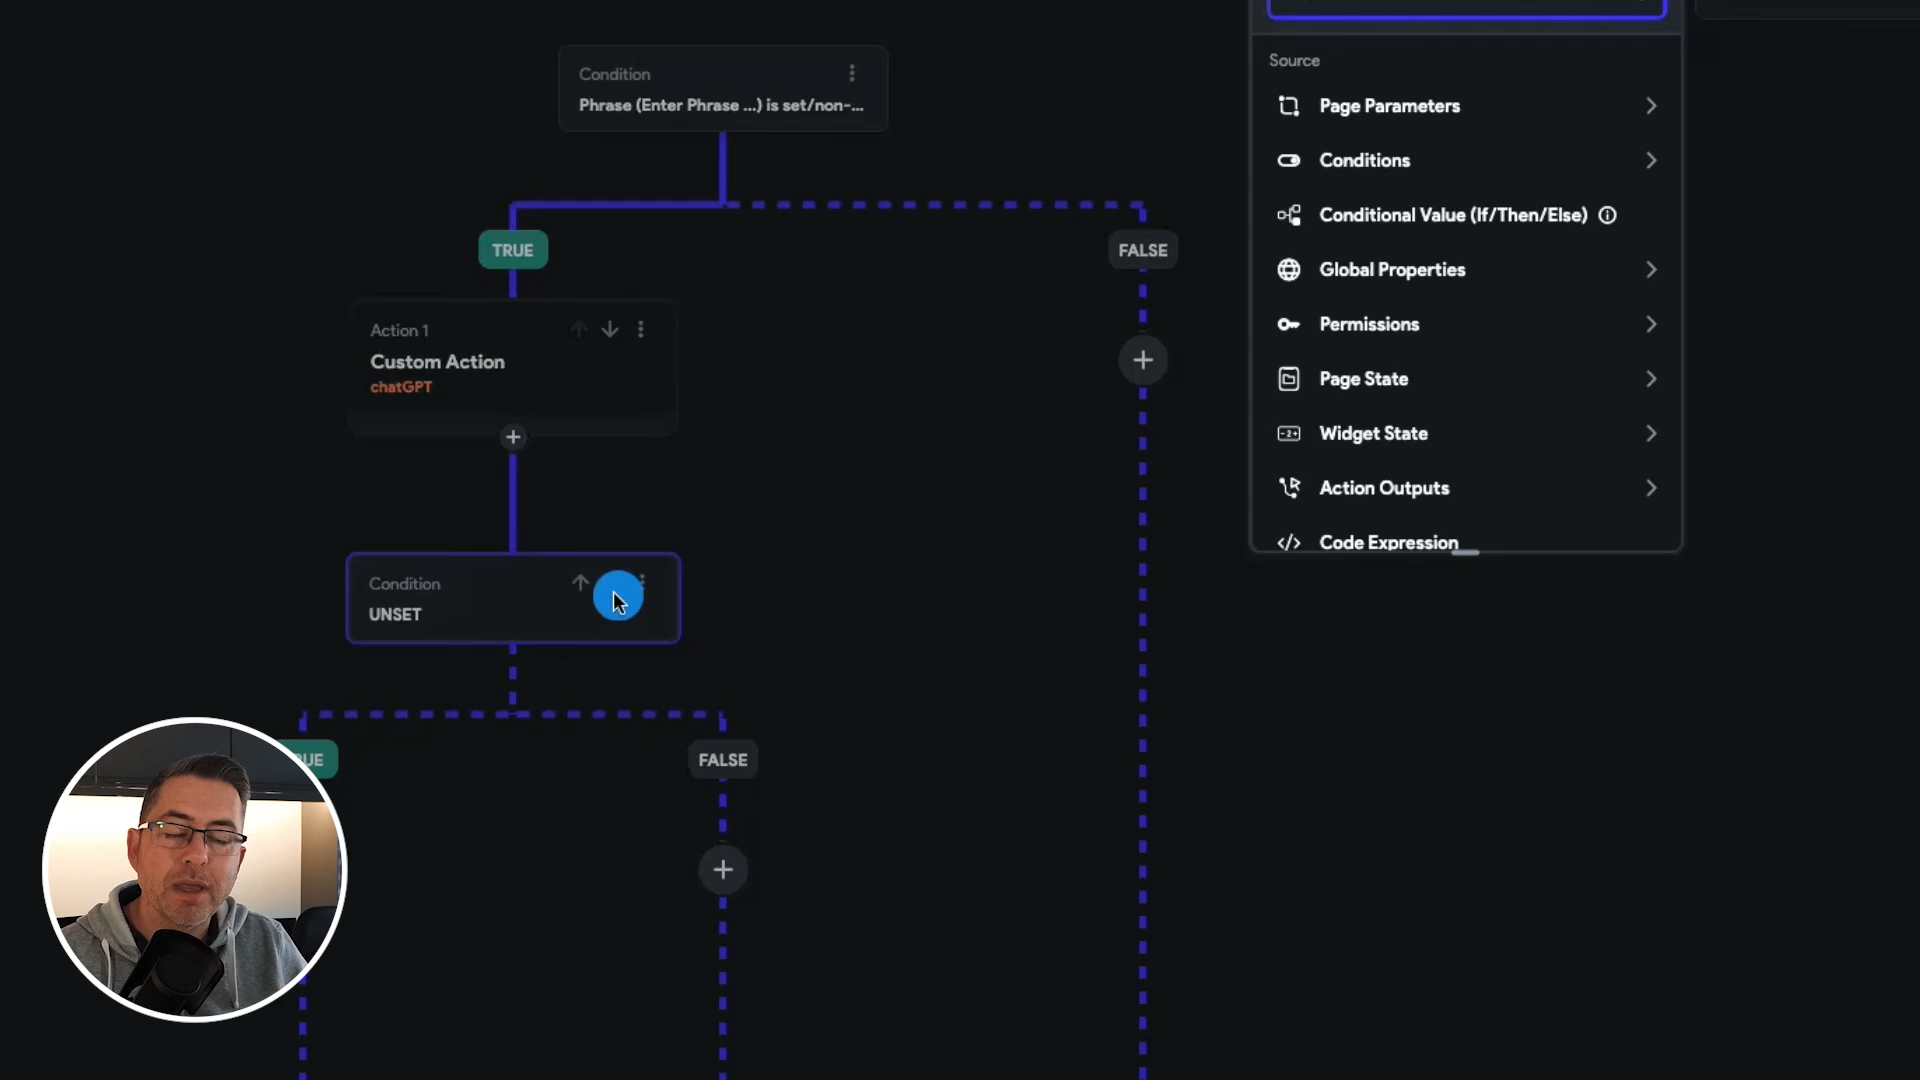 Condition
Phrase (Enter Phrase ...) is set/non-...
TRUE
FALSE
Action 1
Custom Action
chatGPT
Condition
UNSET
FALSE
Source
Page Parameters
Conditions
Conditional Value (If/Then/Else)
Global Properties
Permissions
Page State
Widget State
Action Outputs
Code Expression